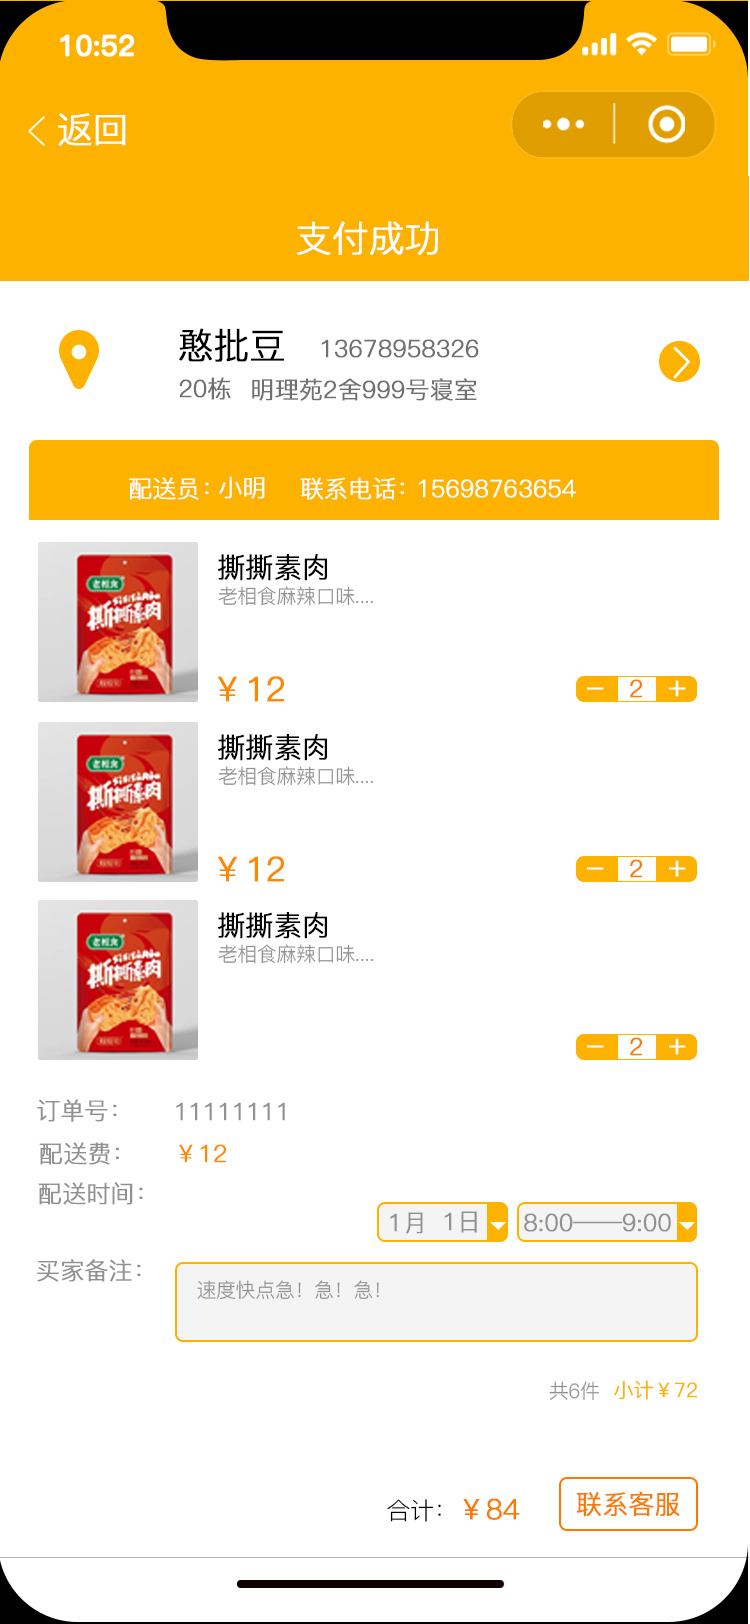 10:52
返回
支付成功
憨批豆 13678958326
20栋 明理苑2舍999号寝室
配送员：小明 联系电话：15698763654
老相食
撕撕素肉
撕撕素肉
老相食麻辣口味....
¥ 12
2
老相食
撕撕素肉
撕撕素肉
老相食麻辣口味....
¥ 12
2
老相食
撕撕素肉
撕撕素肉
老相食麻辣口味....
2
订单号： 11111111
配送费： ¥12
配送时间：
1月 1日 8:00——9:00
买家备注：
速度快点急！急！急！
共6件 小计¥72
合计： ¥84
联系客服